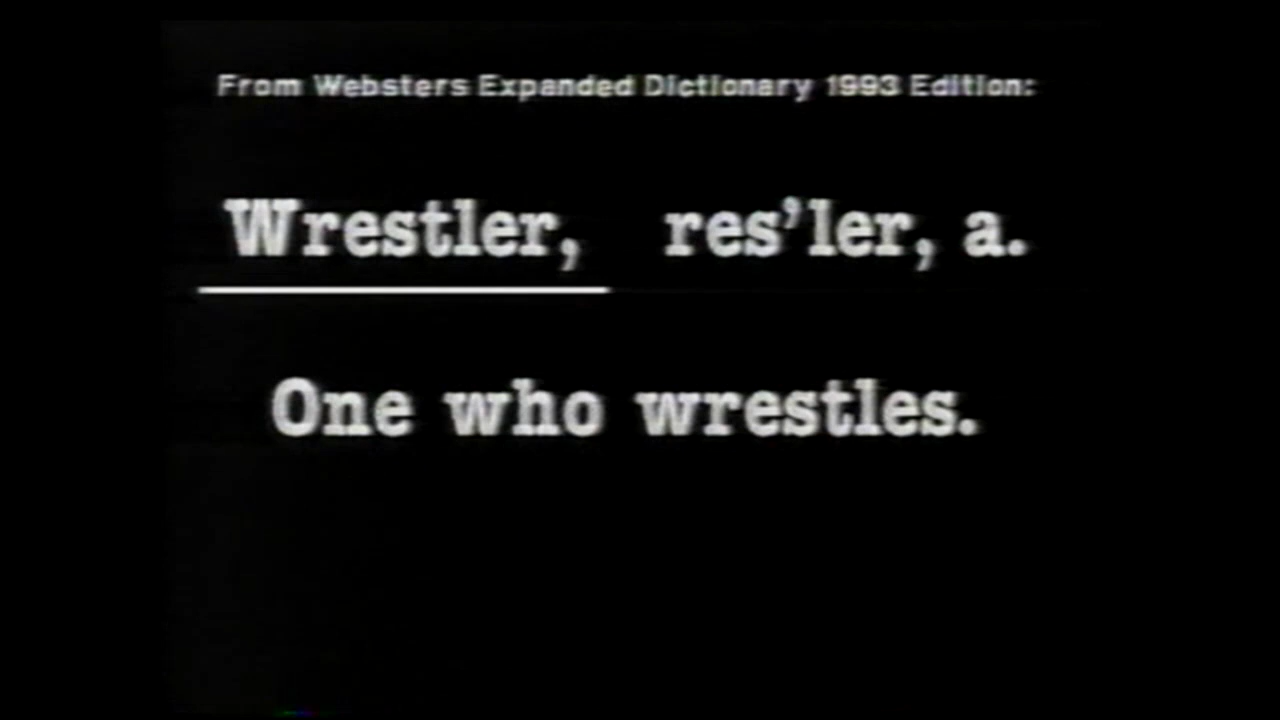 From Websters Expanded Dictionary 1993 Edition:
Wrestler, res'ler, a.
One who wrestles.